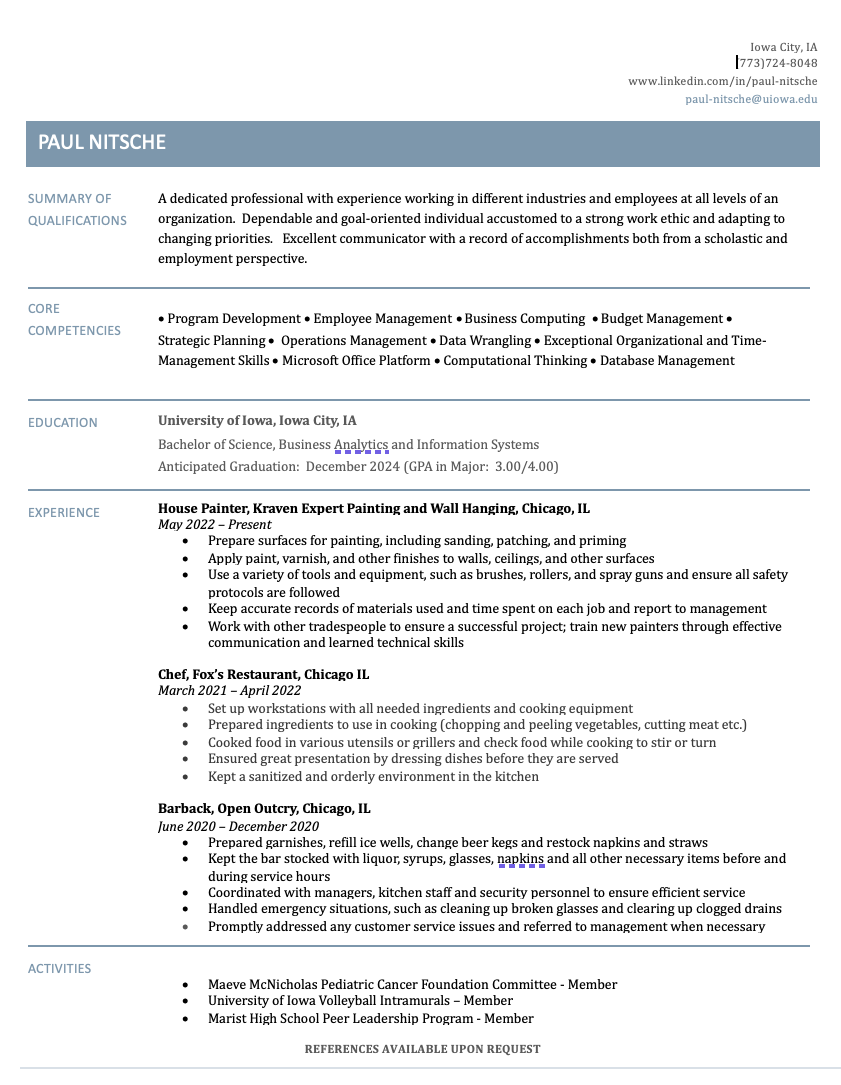 Iowa City, IA
(773)724-8048
www.linkedin.com/in/paul-nitsche
paul-nitsche@uiowa.edu
PAUL NITSCHE
SUMMARY OF
QUALIFICATIONS
A dedicated professional with experience working in different industries and employees at all levels of an
organization. Dependable and goal-oriented individual accustomed to a strong work ethic and adapting to
changing priorities. Excellent communicator with a record of accomplishments both from a scholastic and
employment perspective.
CORE
COMPETENCIES
• Program Development • Employee Management • Business Computing • Budget Management •
Strategic Planning • Operations Management • Data Wrangling • Exceptional Organizational and Time-
Management Skills • Microsoft Office Platform • Computational Thinking • Database Management
EDUCATION
University of Iowa, Iowa City, IA
Bachelor of Science, Business Analytics and Information Systems
Anticipated Graduation: December 2024 (GPA in Major: 3.00/4.00)
EXPERIENCE
House Painter, Kraven Expert Painting and Wall Hanging, Chicago, IL
May 2022 – Present
• Prepare surfaces for painting, including sanding, patching, and priming
• Apply paint, varnish, and other finishes to walls, ceilings, and other surfaces
• Use a variety of tools and equipment, such as brushes, rollers, and spray guns and ensure all safety
protocols are followed
• Keep accurate records of materials used and time spent on each job and report to management
• Work with other tradespeople to ensure a successful project; train new painters through effective
communication and learned technical skills
Chef, Fox's Restaurant, Chicago IL
March 2021 – April 2022
• Set up workstations with all needed ingredients and cooking equipment
• Prepared ingredients to use in cooking (chopping and peeling vegetables, cutting meat etc.)
• Cooked food in various utensils or grillers and check food while cooking to stir or turn
• Ensured great presentation by dressing dishes before they are served
• Kept a sanitized and orderly environment in the kitchen
Barback, Open Outcry, Chicago, IL
June 2020 – December 2020
• Prepared garnishes, refill ice wells, change beer kegs and restock napkins and straws
• Kept the bar stocked with liquor, syrups, glasses, napkins and all other necessary items before and
during service hours
• Coordinated with managers, kitchen staff and security personnel to ensure efficient service
• Handled emergency situations, such as cleaning up broken glasses and clearing up clogged drains
• Promptly addressed any customer service issues and referred to management when necessary
ACTIVITIES
• Maeve McNicholas Pediatric Cancer Foundation Committee - Member
• University of Iowa Volleyball Intramurals – Member
• Marist High School Peer Leadership Program - Member
REFERENCES AVAILABLE UPON REQUEST